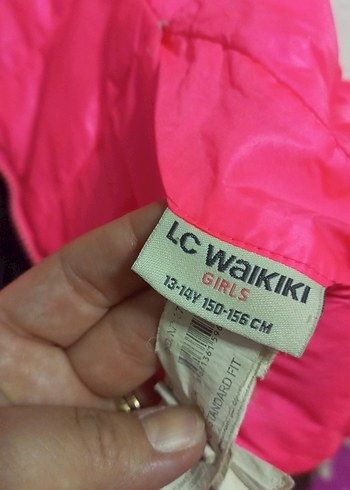 LC WAIKIKI
GIRLS
13-14Y 150-156 CM
STANDARD FIT